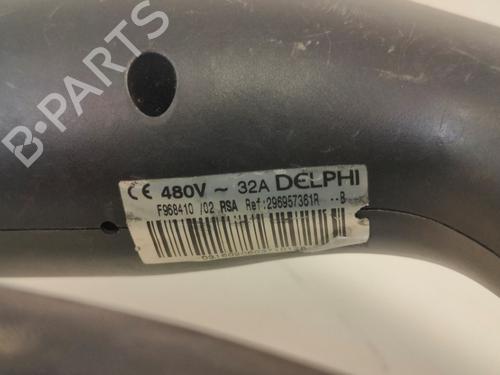 B-PARTS
CE 480V ~ 32A DELPHI
F968410 /02 RSA Ref:296957361R --B